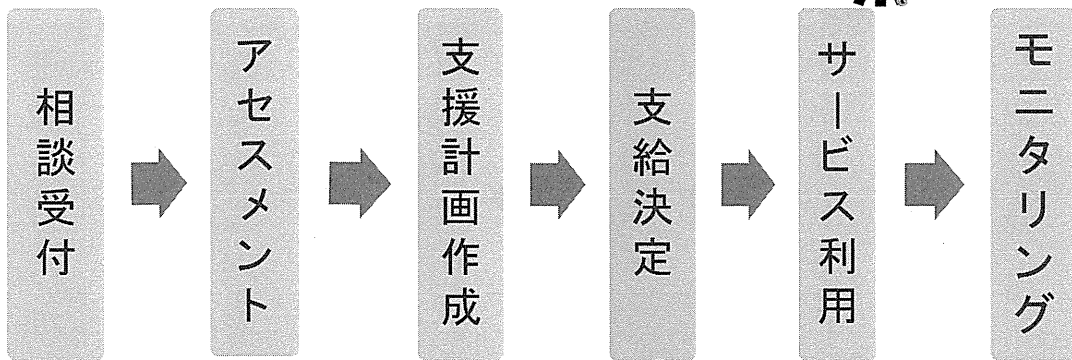 相談受付
アセスメント
支援計画作成
支給決定
サービス利用
モニタリング